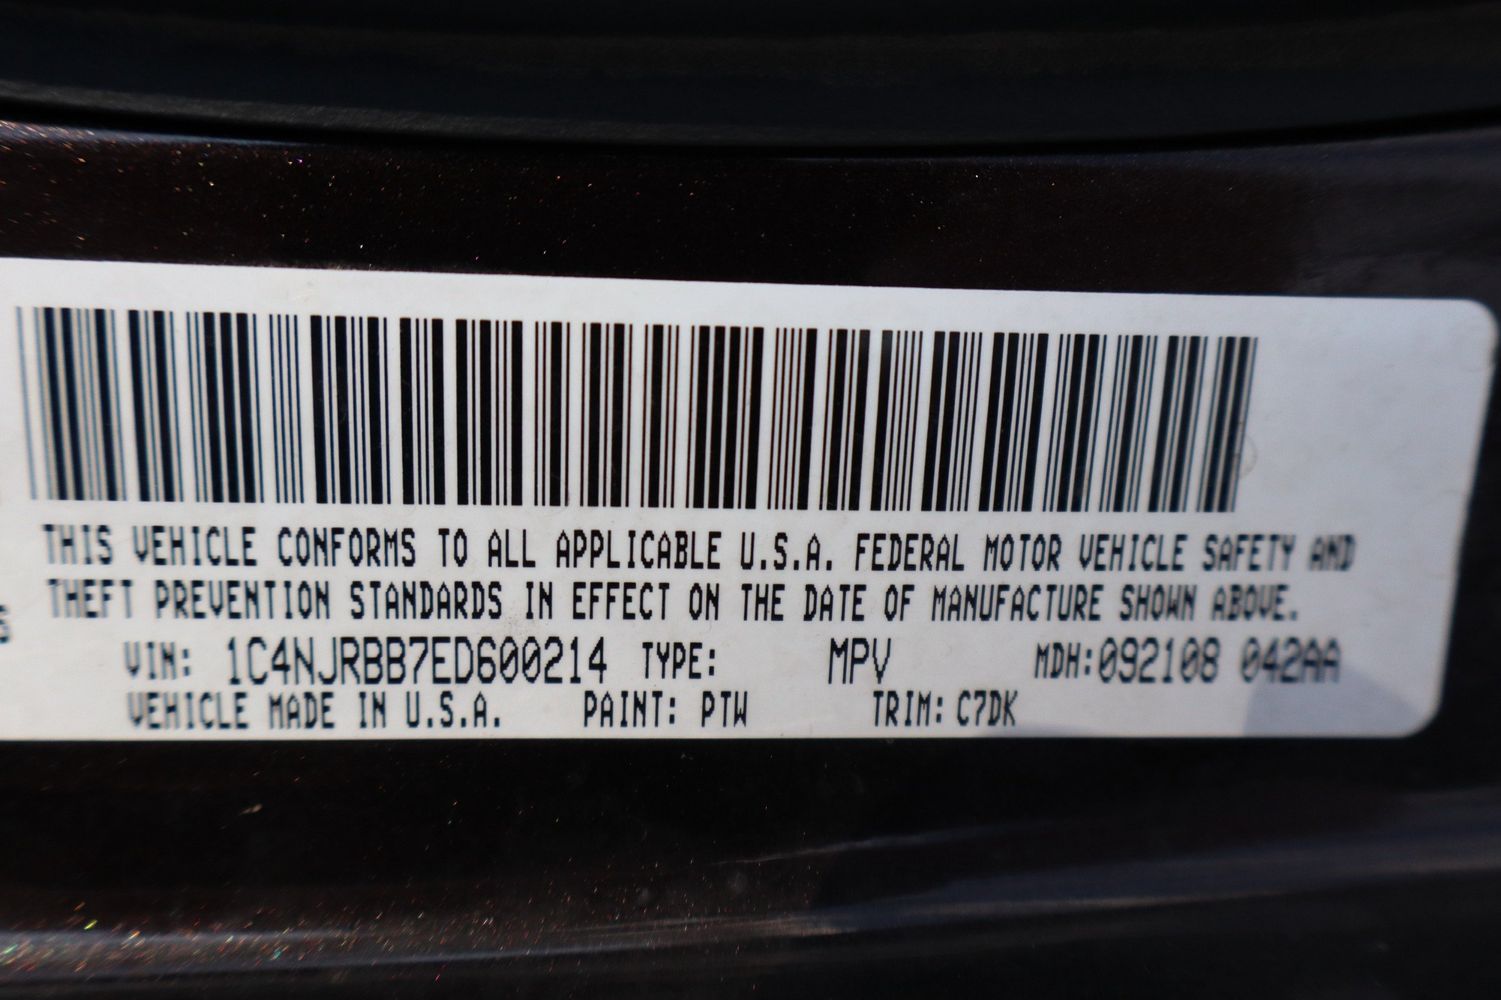 THIS VEHICLE CONFORMS TO ALL APPLICABLE U.S.A. FEDERAL MOTOR VEHICLE SAFETY AND
THEFT PREVENTION STANDARDS IN EFFECT ON THE DATE OF MANUFACTURE SHOWN ABOVE.
VIN: 1C4NJRBB7ED600214 TYPE: MPV MDH:092108 042AA
VEHICLE MADE IN U.S.A. PAINT: PTW TRIM: C7DK